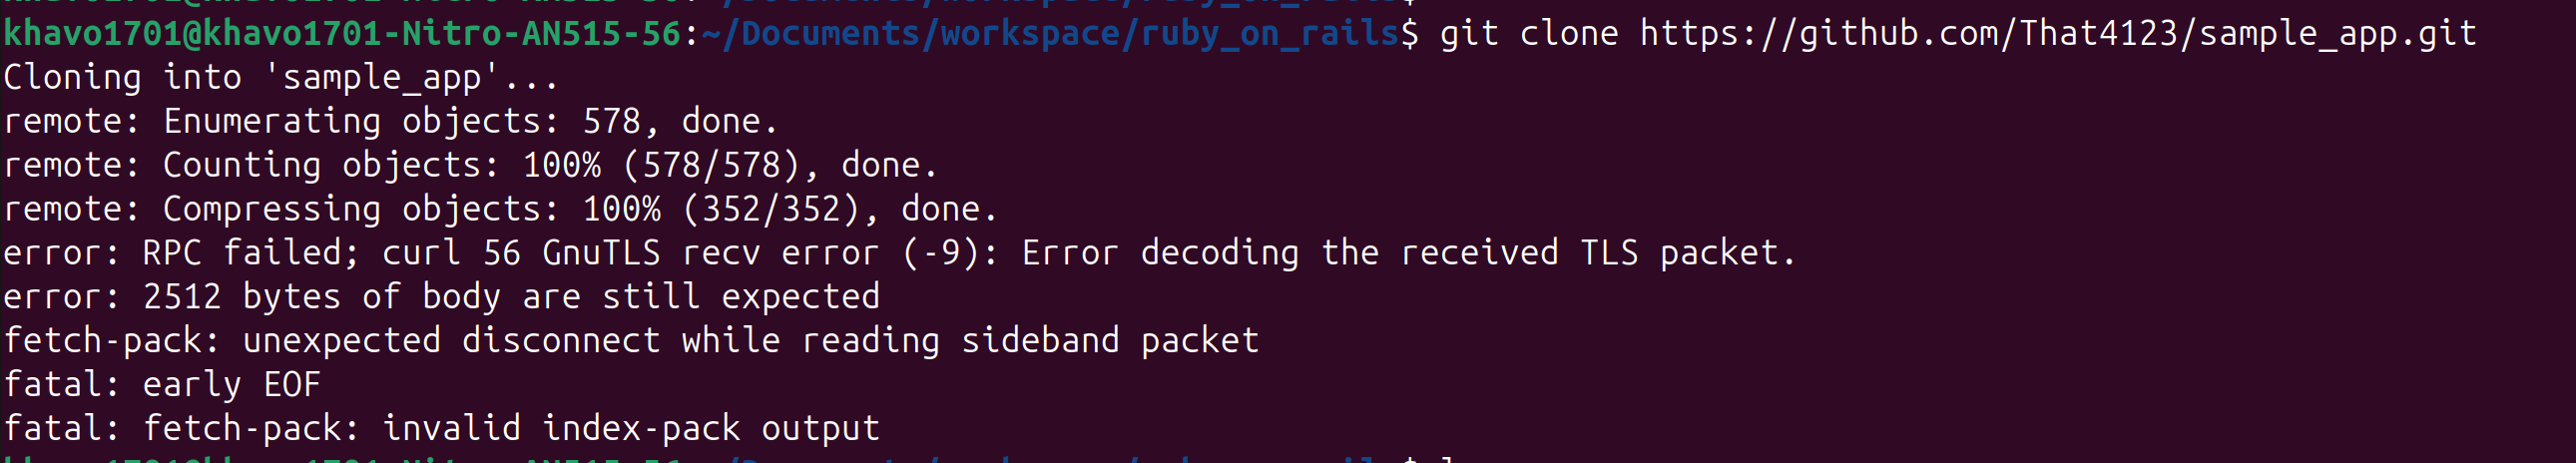 khavo1701@khavo1701-Nitro-AN515-56:~/Documents/workspace/ruby_on_rails$ git clone https://github.com/That4123/sample_app.git
Cloning into 'sample_app'...
remote: Enumerating objects: 578, done.
remote: Counting objects: 100% (578/578), done.
remote: Compressing objects: 100% (352/352), done.
error: RPC failed; curl 56 GnuTLS recv error (-9): Error decoding the received TLS packet.
error: 2512 bytes of body are still expected
fetch-pack: unexpected disconnect while reading sideband packet
fatal: early EOF
fatal: fetch-pack: invalid index-pack output